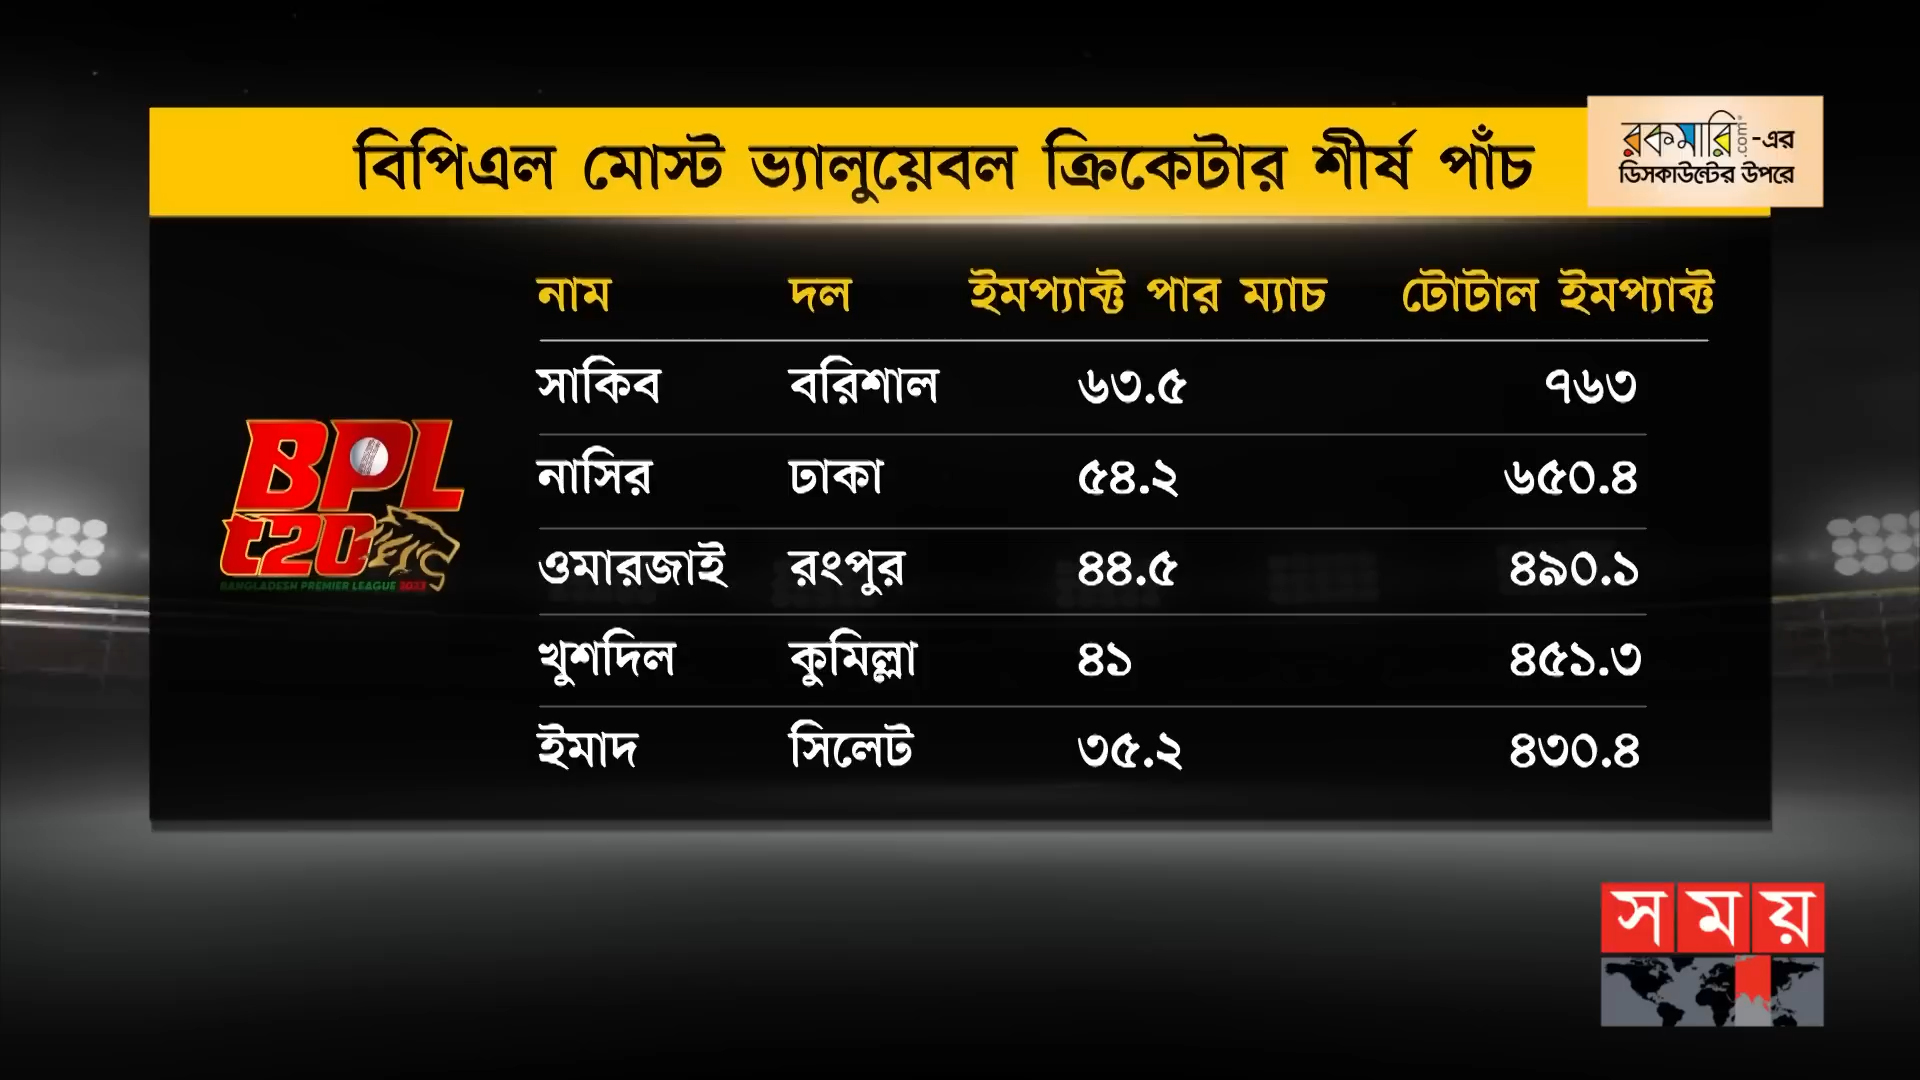 বিপিএল মোস্ট ভ্যালুয়েবল ক্রিকেটার শীর্ষ পাঁচ
রকমারি.com -এর
ডিসকাউন্টের উপরে
নাম দল ইমপ্যাক্ট পার ম্যাচ টোটাল ইমপ্যাক্ট
সাকিব বরিশাল ৬৩.৫ ৭৬৩
নাসির ঢাকা ৫৪.২ ৬৫০.৪
ওমারজাই রংপুর ৪৪.৫ ৪৯০.১
খুশদিল কুমিল্লা ৪১ ৪৫১.৩
ইমাদ সিলেট ৩৫.২ ৪৩০.৪
BPL
t20
BANGLADESH PREMIER LEAGUE 2023
সময়